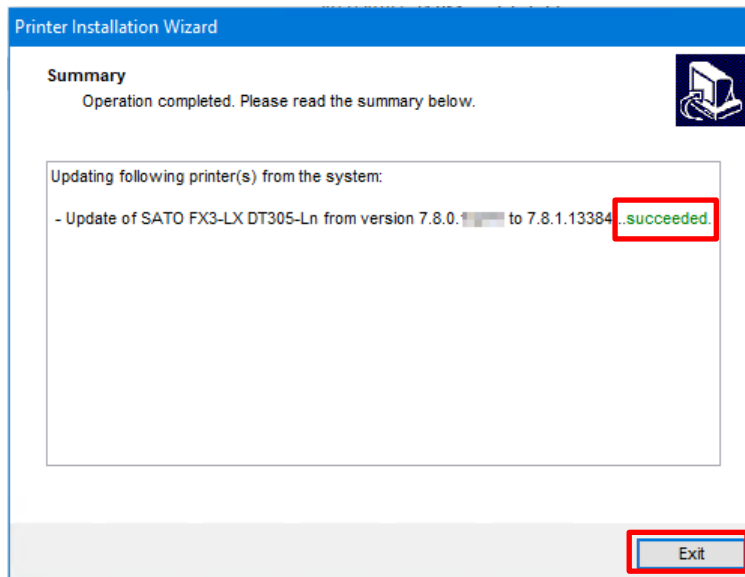 Printer Installation Wizard
Summary
Operation completed. Please read the summary below.
Updating following printer(s) from the system:
- Update of SATO FX3-LX DT305-Ln from version 7.8.0. to 7.8.1.13384 ..succeeded.
Exit